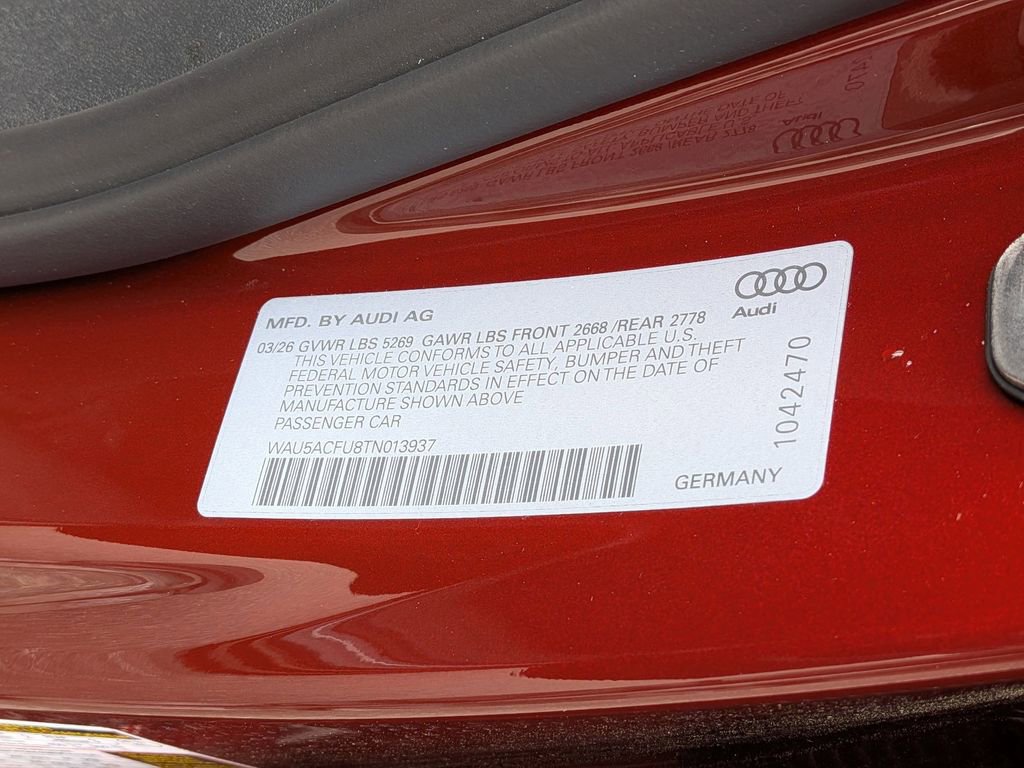 MFD. BY AUDI AG
03/26 GVWR LBS 5269 GAWR LBS FRONT 2668 /REAR 2778
THIS VEHICLE CONFORMS TO ALL APPLICABLE U.S.
FEDERAL MOTOR VEHICLE SAFETY, BUMPER AND THEFT
PREVENTION STANDARDS IN EFFECT ON THE DATE OF
MANUFACTURE SHOWN ABOVE
PASSENGER CAR
WAU5ACFU8TN013937
Audi
1042470
GERMANY